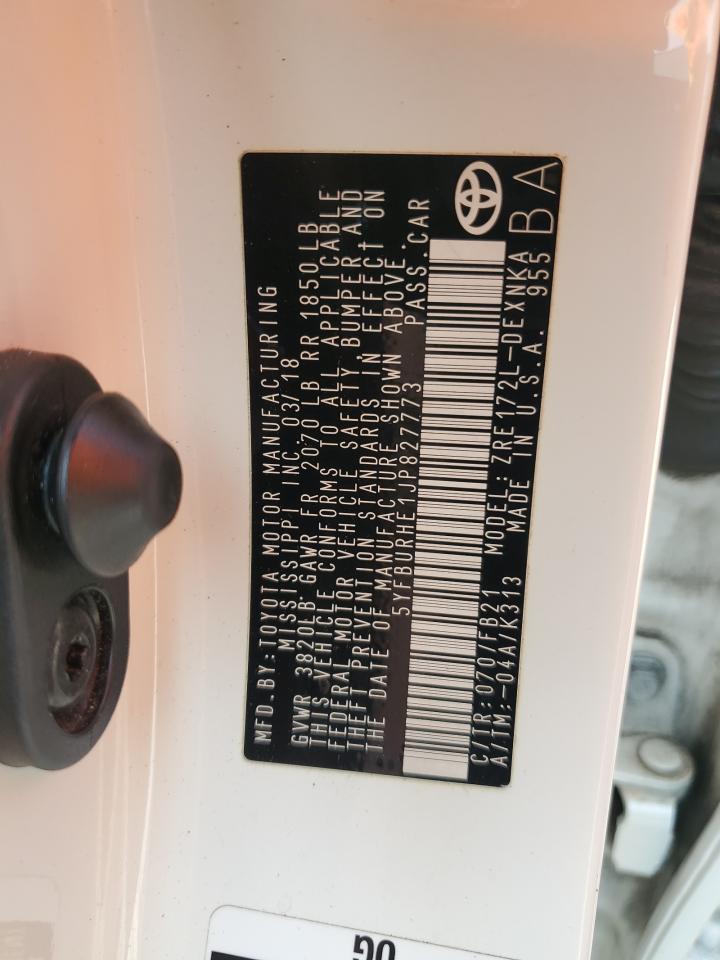 MFD.BY:TOYOTA MOTOR MANUFACTURING
MISSISSIPPI INC. 03/18
GVWR 3820LB GAWR FR 2070 LB RR 1850LB
THIS VEHICLE CONFORMS TO ALL APPLICABLE
FEDERAL MOTOR VEHICLE SAFETY, BUMPER AND
THEFT PREVENTION STANDARDS IN EFFECT ON
THE DATE OF MANUFACTURE SHOWN ABOVE.
5YFBURHE1JP827773 PASS.CAR
C/TR:070/FB21 MODEL: ZRE172L-DEXNKA
A/TM:-04A/K313 MADE IN U.S.A. 955 BA
OG